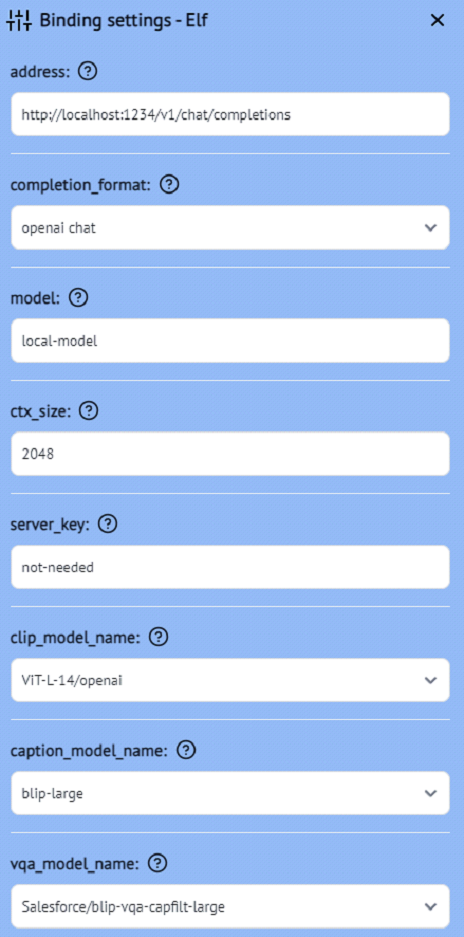 Binding settings - Elf
address:
http://localhost:1234/v1/chat/completions
completion_format:
openai chat
model:
local-model
ctx_size:
2048
server_key:
not-needed
clip_model_name:
ViT-L-14/openai
caption_model_name:
blip-large
vqa_model_name:
Salesforce/blip-vqa-capfilt-large